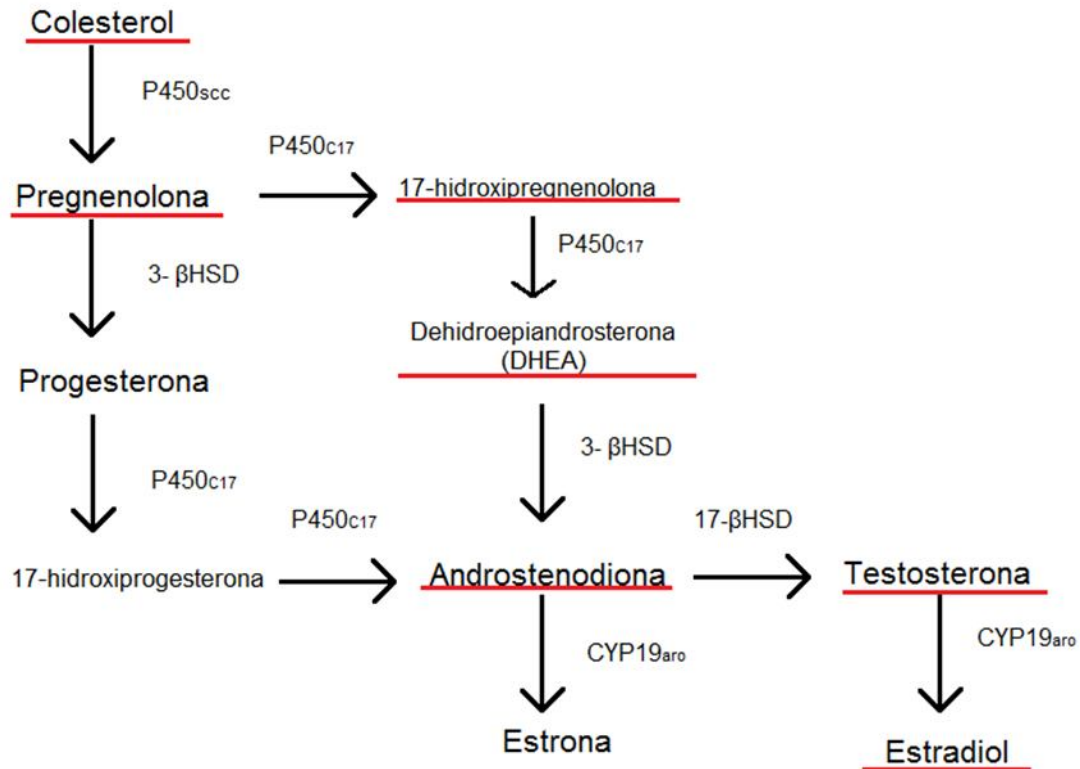 Colesterol
P450scc
P450c17
Pregnenolona
17-hidroxipregnenolona
P450c17
3- βHSD
Dehidroepiandrosterona
(DHEA)
Progesterona
3- βHSD
P450c17
P450c17
17-βHSD
17-hidroxiprogesterona
Androstenodiona
Testosterona
CYP19aro
CYP19aro
Estrona
Estradiol